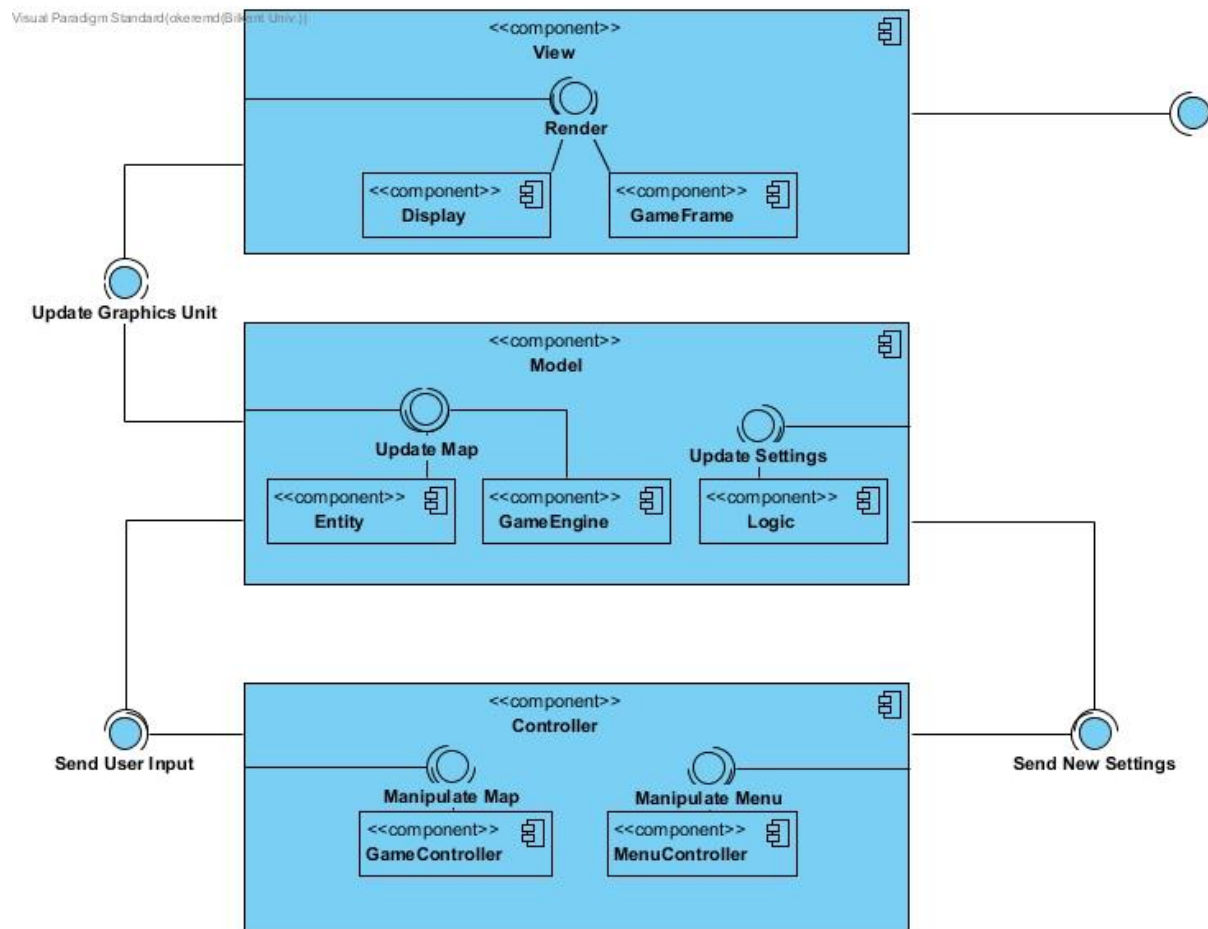 Visual Paradigm Standard(okeremd(Bilkent Univ.))
<<component>>
View
Render
<<component>>
Display
<<component>>
GameFrame
Update Graphics Unit
<<component>>
Model
Update Map
Update Settings
<<component>>
Entity
<<component>>
GameEngine
<<component>>
Logic
<<component>>
Controller
Send User Input
Send New Settings
Manipulate Map
Manipulate Menu
<<component>>
GameController
<<component>>
MenuController